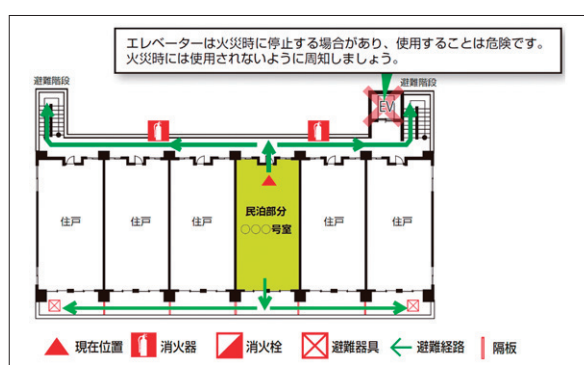 エレベーターは火災時に停止する場合があり、使用することは危険です。
火災時には使用されないように周知しましょう。
避難階段
避難階段
EV
住戸
住戸
住戸
民泊部分
○○○号室
住戸
住戸
現在位置
消火器
消火栓
避難器具
避難経路
隔板